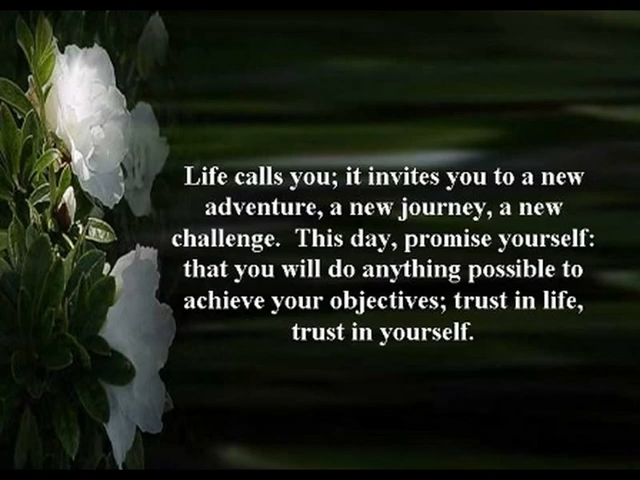 Life calls you; it invites you to a new
adventure, a new journey, a new
challenge.  This day, promise yourself:
that you will do anything possible to
achieve your objectives; trust in life,
trust in yourself.